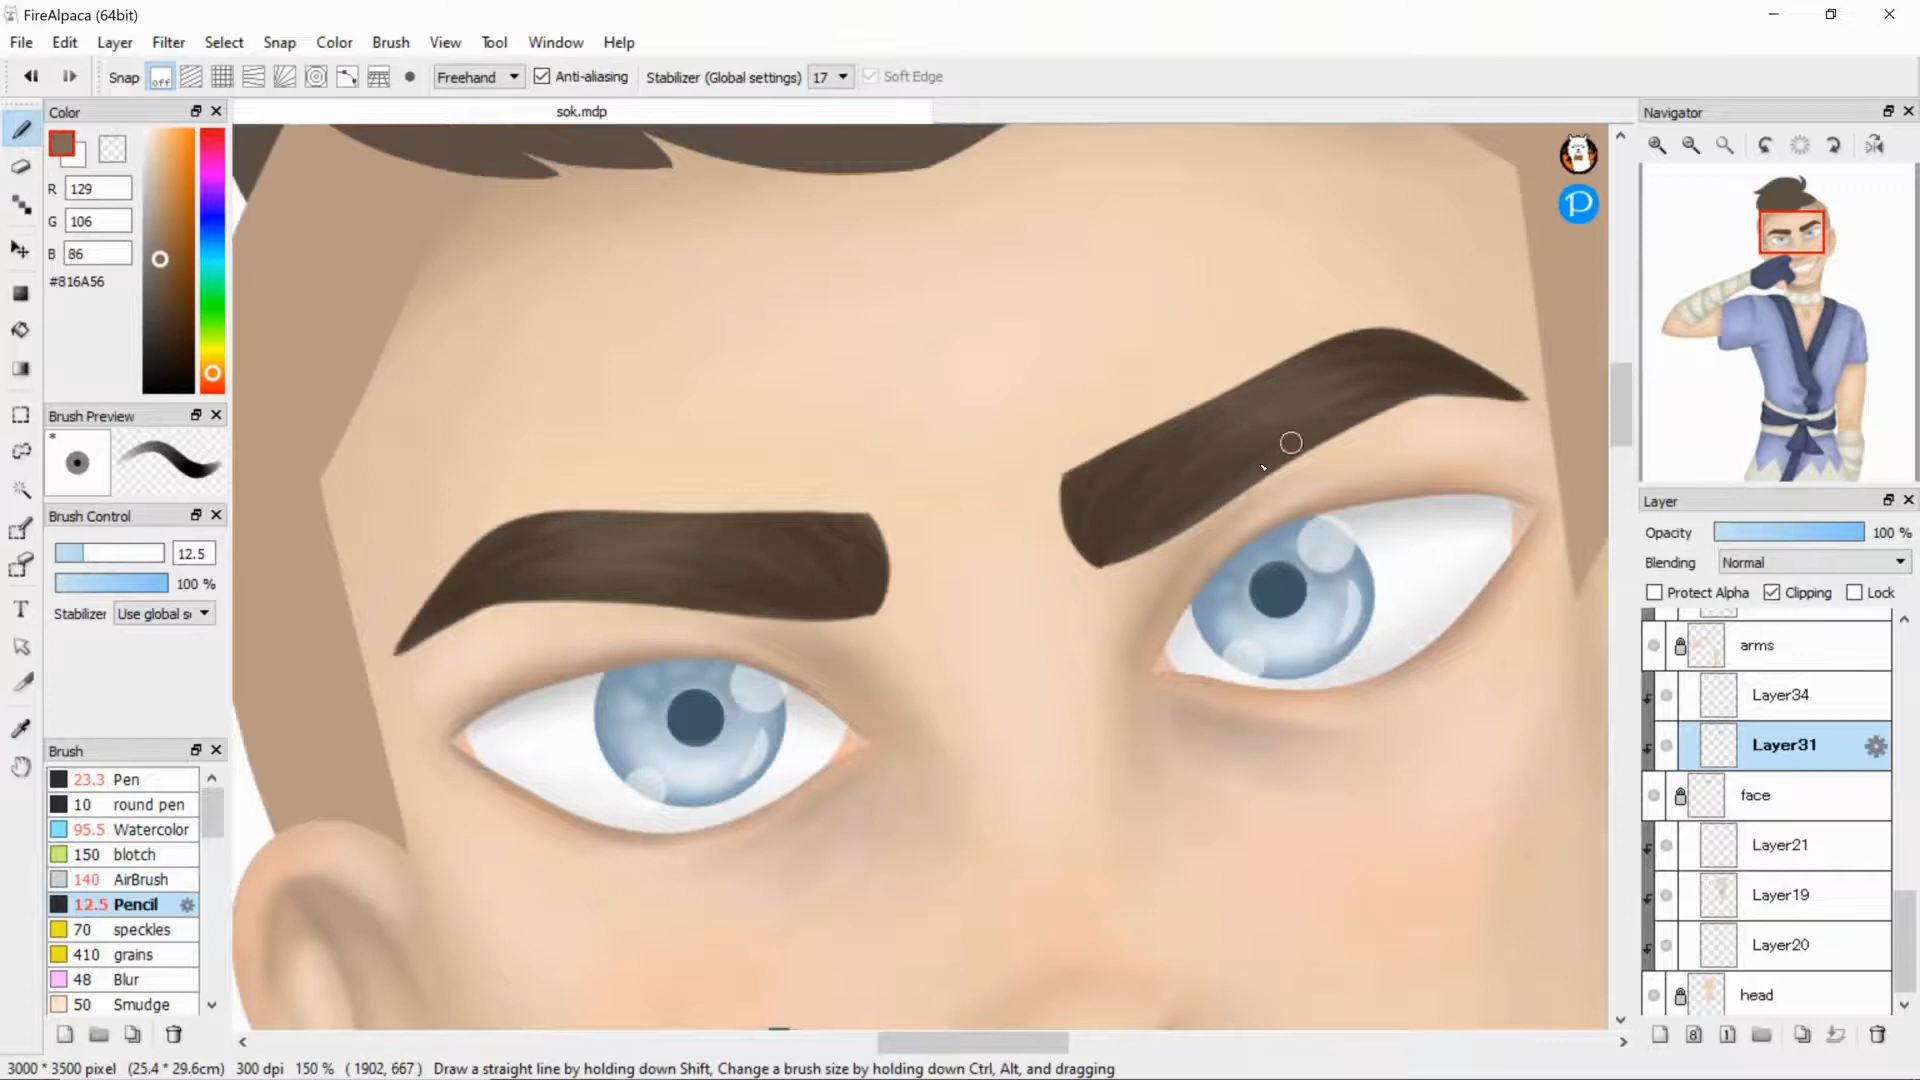 FireAlpaca (64bit)
File Edit Layer Filter Select Snap Color Brush View Tool Window Help
Snap off Freehand Anti-aliasing Stabilizer (Global settings) 17 Soft Edge
Color
sok.mdp
Navigator
R 129
G 106
B 86
#816A56
Brush Preview
*
Brush Control
12.5
100 %
Stabilizer Use global s
Brush
23.3 Pen
10 round pen
95.5 Watercolor
150 blotch
140 AirBrush
12.5 Pencil
70 speckles
410 grains
48 Blur
50 Smudge
P
Layer
Opacity 100 %
Blending Normal
Protect Alpha Clipping Lock
arms
Layer34
Layer31
face
Layer21
Layer19
Layer20
head
T
8
1
3000 * 3500 pixel (25.4 * 29.6cm) 300 dpi 150 % ( 1902, 667 ) Draw a straight line by holding down Shift, Change a brush size by holding down Ctrl, Alt, and dragging